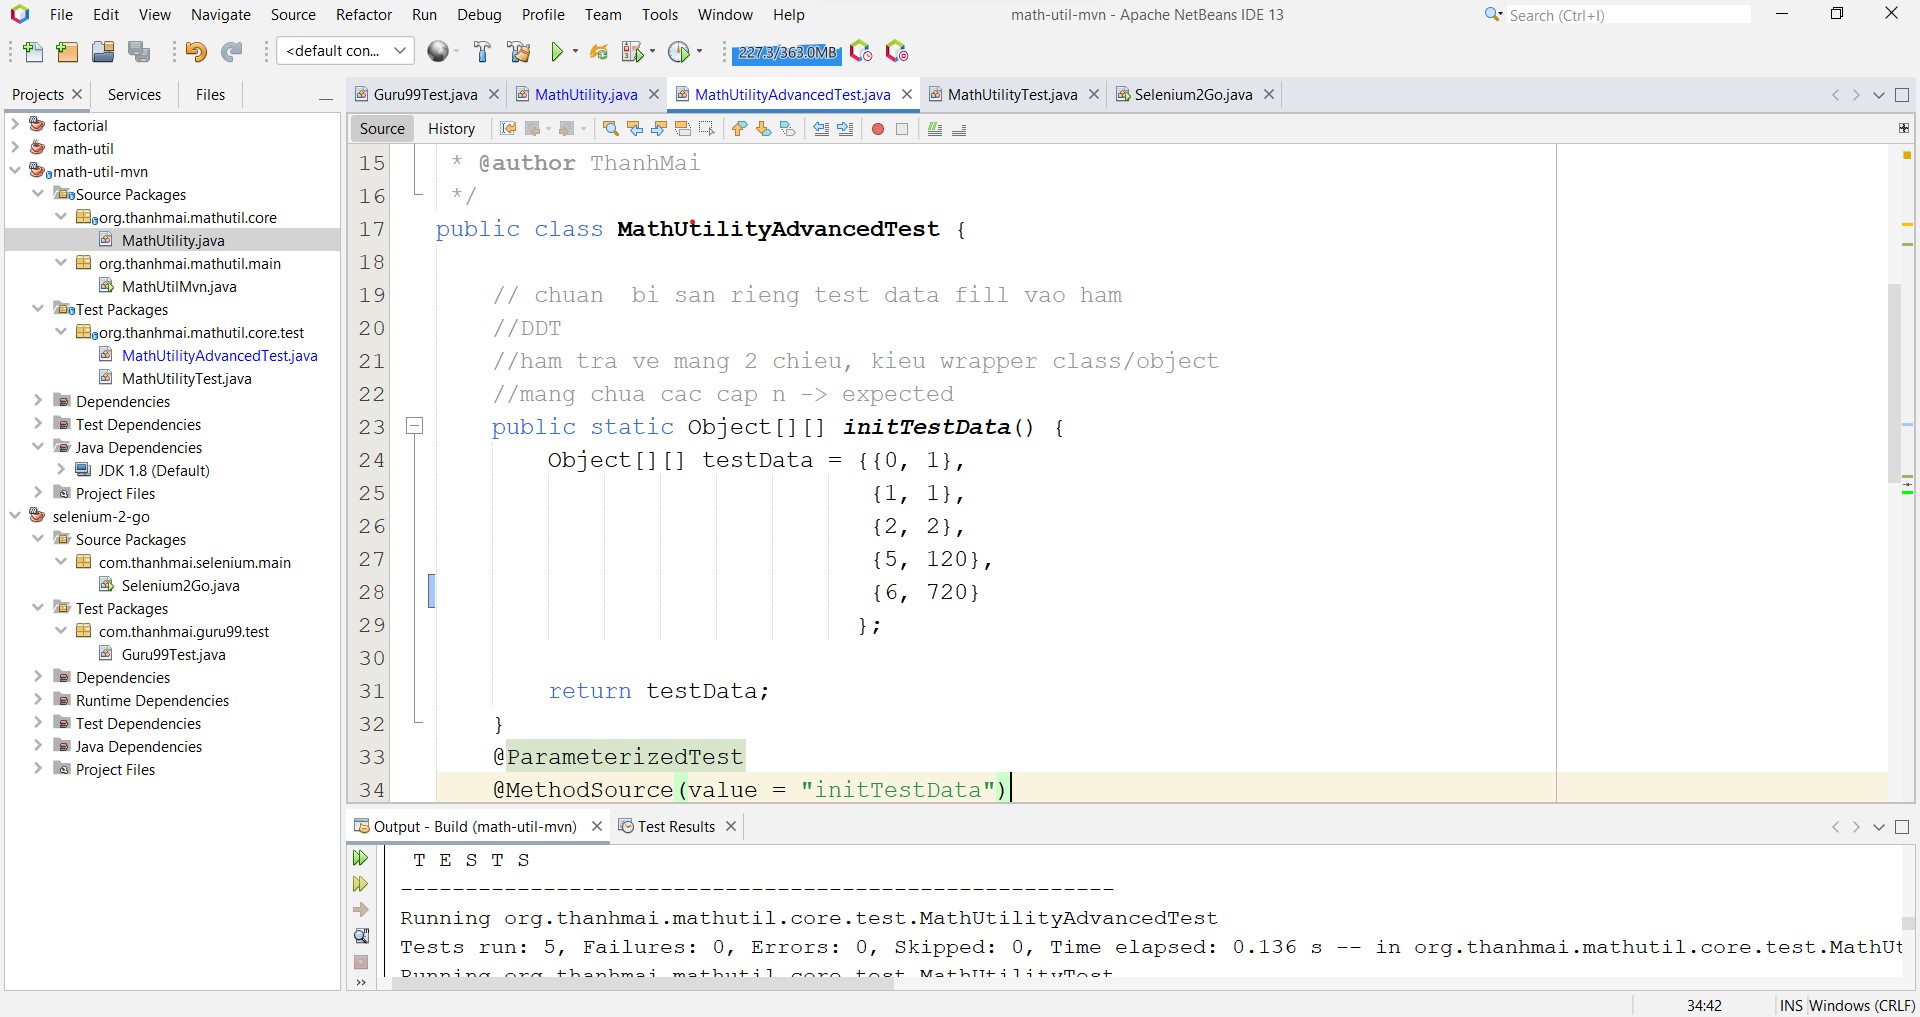 File Edit View Navigate Source Refactor Run Debug Profile Team Tools Window Help
math-util-mvn - Apache NetBeans IDE 13
Search (Ctrl+I)
<default con...
227.3/363.0MB
Projects Services Files
Guru99Test.java MathUtility.java MathUtilityAdvancedTest.java MathUtilityTest.java Selenium2Go.java
Source History
factorial
math-util
math-util-mvn
Source Packages
org.thanhmai.mathutil.core
MathUtility.java
org.thanhmai.mathutil.main
MathUtilMvn.java
Test Packages
org.thanhmai.mathutil.core.test
MathUtilityAdvancedTest.java
MathUtilityTest.java
Dependencies
Test Dependencies
Java Dependencies
JDK 1.8 (Default)
Project Files
selenium-2-go
Source Packages
com.thanhmai.selenium.main
Selenium2Go.java
Test Packages
com.thanhmai.guru99.test
Guru99Test.java
Dependencies
Runtime Dependencies
Test Dependencies
Java Dependencies
Project Files
15 * @author ThanhMai
16 */
17 public class MathUtilityAdvancedTest {
18
19 // chuan  bi san rieng test data fill vao ham
20 //DDT
21 //ham tra ve mang 2 chieu, kieu wrapper class/object
22 //mang chua cac cap n -> expected
23 public static Object[][] initTestData() {
24 Object[][] testData = {{0, 1},
25 {1, 1},
26 {2, 2},
27 {5, 120},
28 {6, 720}
29 };
30
31 return testData;
32 }
33 @ParameterizedTest
34 @MethodSource(value = "initTestData")
Output - Build (math-util-mvn) Test Results
T E S T S
-------------------------------------------------------
Running org.thanhmai.mathutil.core.test.MathUtilityAdvancedTest
Tests run: 5, Failures: 0, Errors: 0, Skipped: 0, Time elapsed: 0.136 s -- in org.thanhmai.mathutil.core.test.MathUt
Running org.thanhmai.mathutil.core.test.MathUtilityTest
34:42 INS Windows (CRLF)